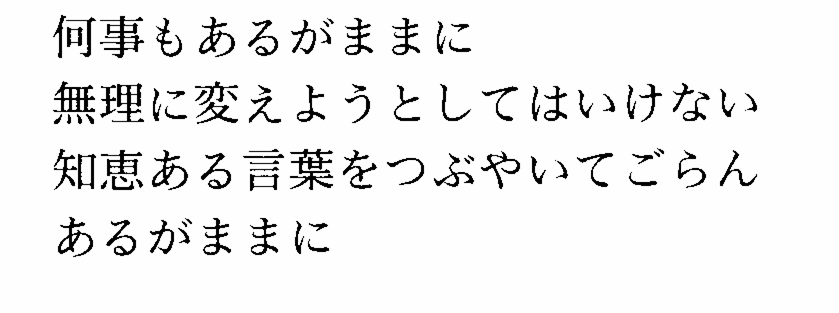 何事もあるがままに
無理に変えようとしてはいけない
知恵ある言葉をつぶやいてごらん
あるがままに